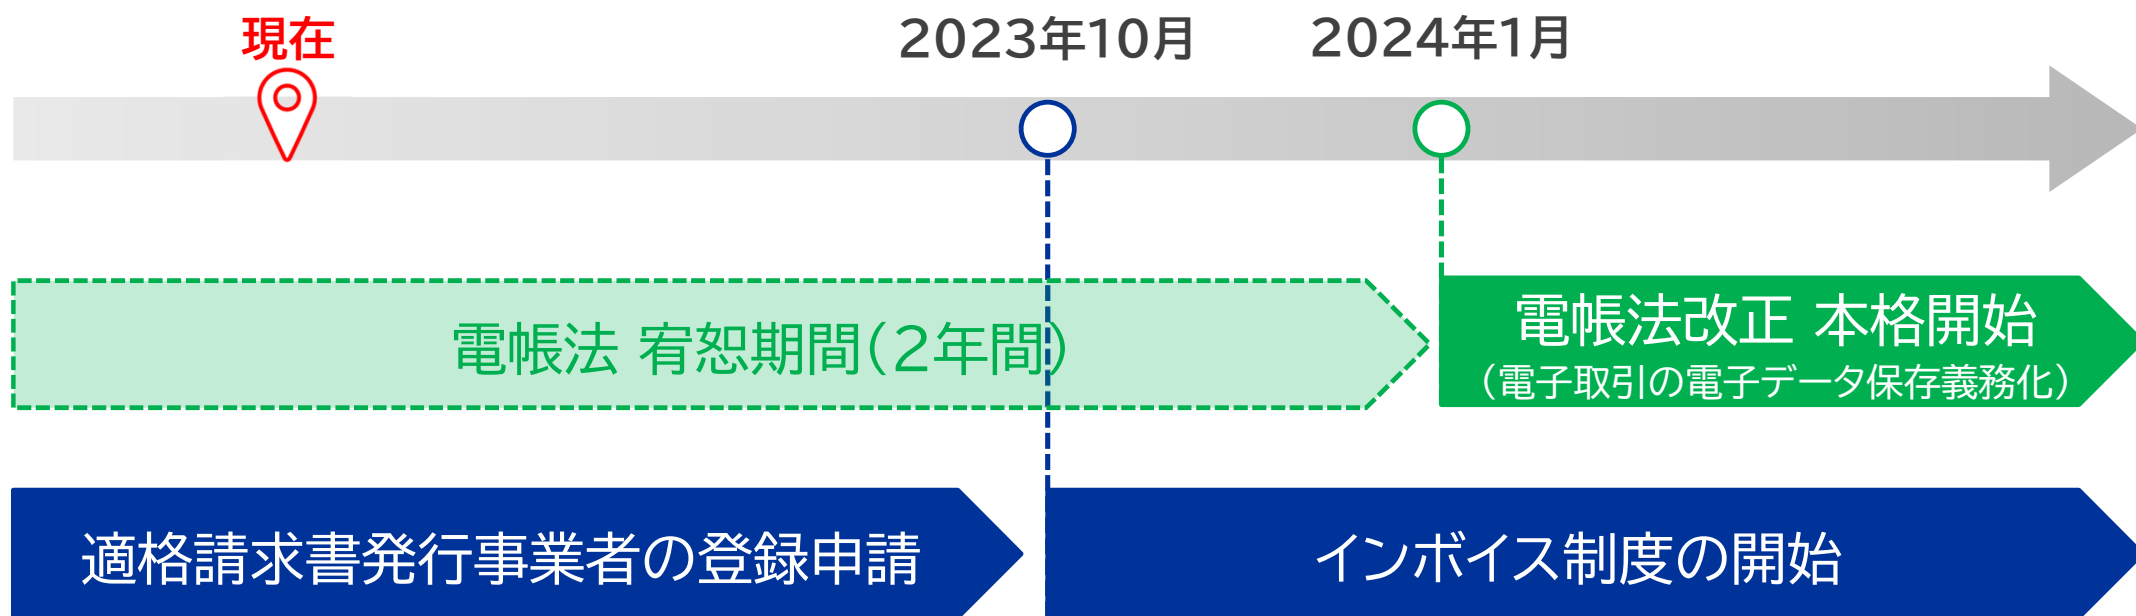 現在
2023年10月
2024年1月
電帳法 宥恕期間(2年間)
電帳法改正 本格開始
(電子取引の電子データ保存義務化)
適格請求書発行事業者の登録申請
インボイス制度の開始